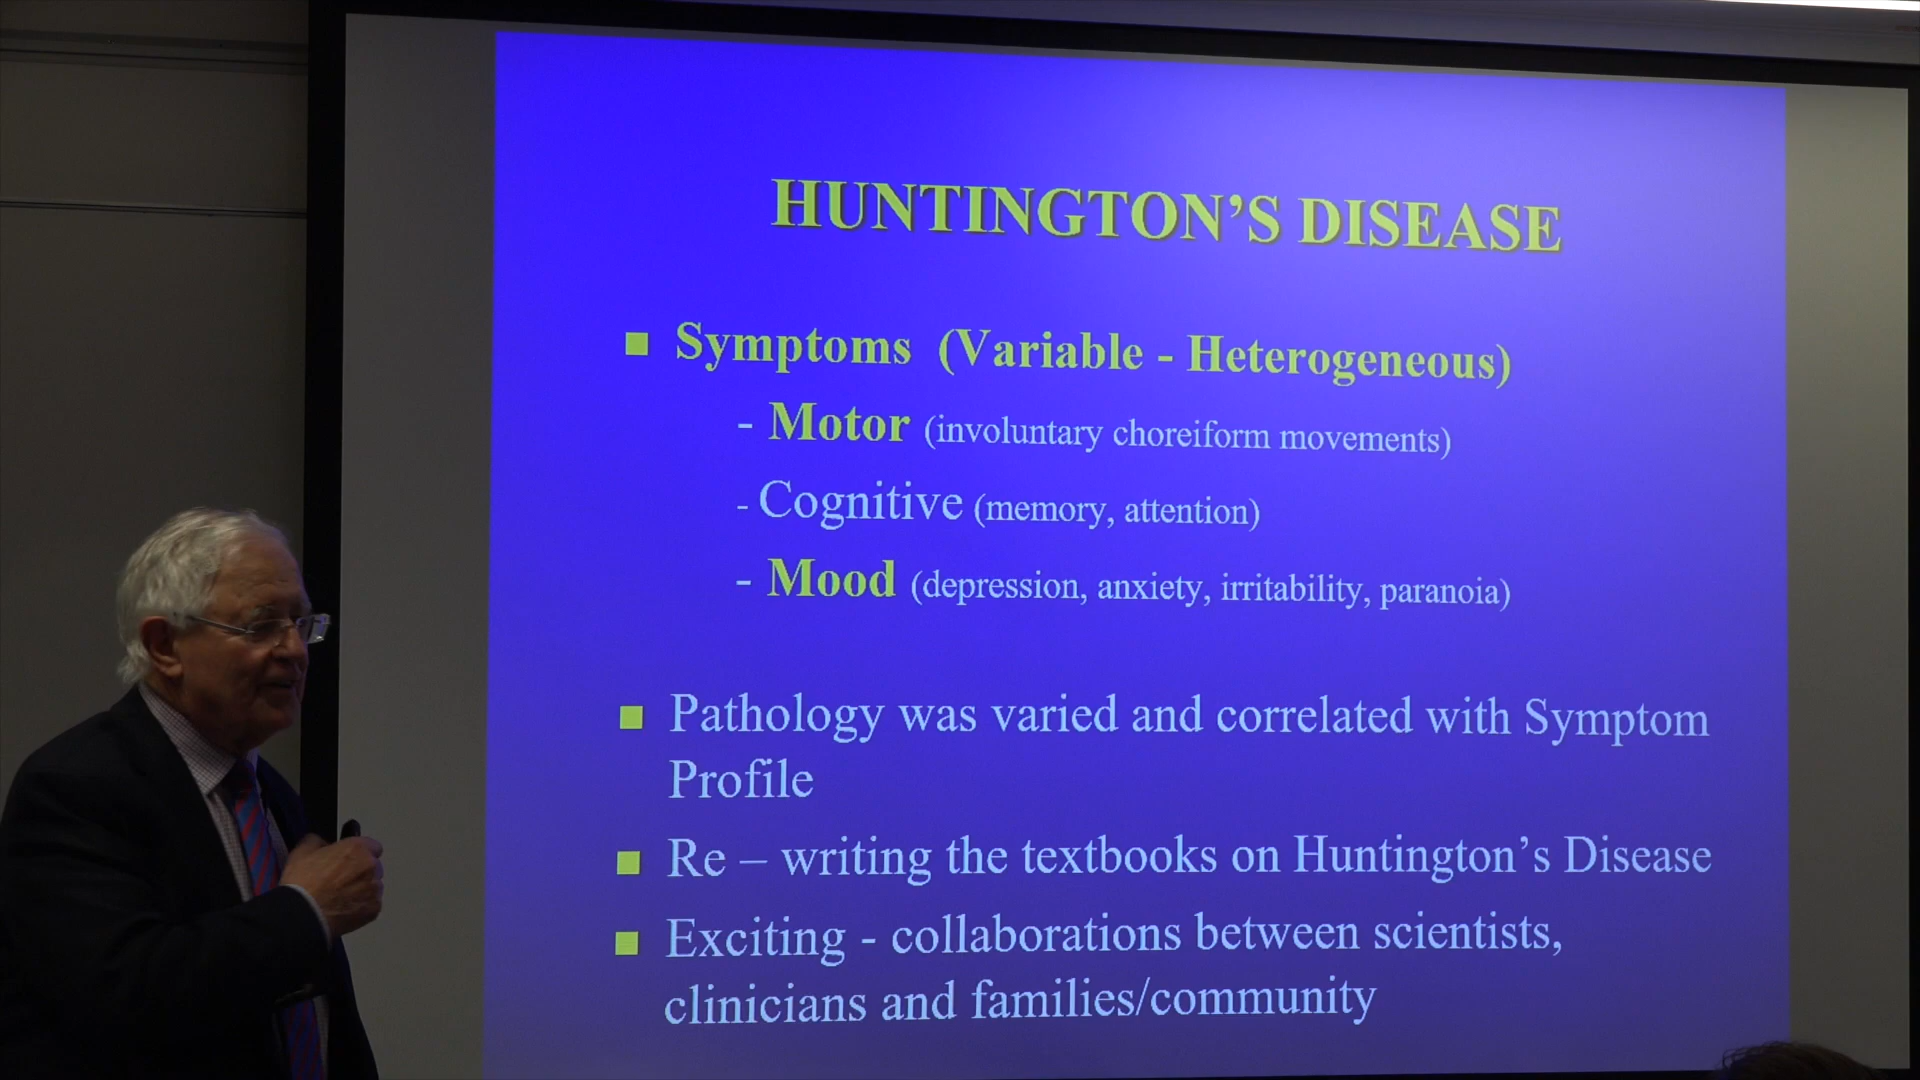 HUNTINGTON’S DISEASE
Symptoms (Variable - Heterogeneous)
- Motor (involuntary choreiform movements)
- Cognitive (memory, attention)
- Mood (depression, anxiety, irritability, paranoia)
Pathology was varied and correlated with Symptom
Profile
Re – writing the textbooks on Huntington’s Disease
Exciting - collaborations between scientists,
clinicians and families/community